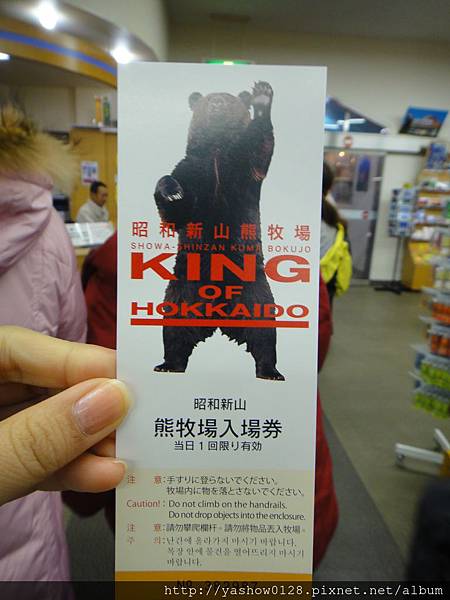 昭和新山熊牧場
SHOWA-SHINZAN KUMA BOKUJO
KING
OF
HOKKAIDO
昭和新山
熊牧場入場券
当日1回限り有効
注　意:手すりに登らないでください。
牧場内に物を落とさないでください。
Caution! : Do not climb on the handrails.
Do not drop objects into the enclosure.
注　意:請勿攀爬欄杆。請勿將物品丟入牧場。
주　의: 난간에 올라가지 마시기 바랍니다.
목장 안에 물건을 떨어뜨리지 마시기
바랍니다.
http://yashow0128.pixnet.net/album